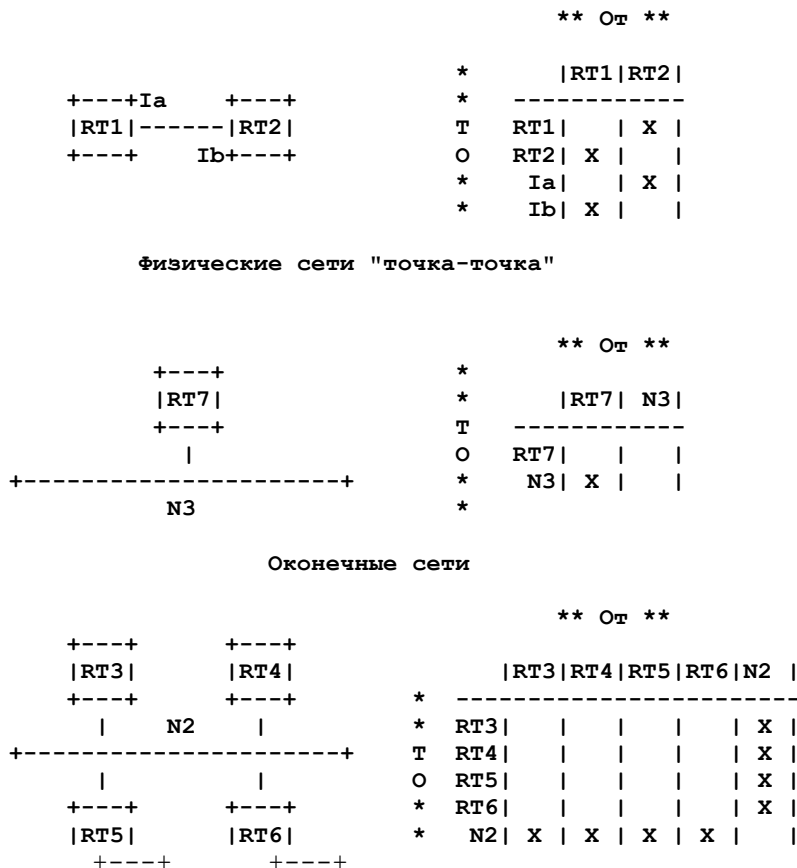 ** От **
*       |RT1|RT2|
+---+Ia      +---+            *   ------------
|RT1|------|RT2|            T   RT1|   | X |
+---+    Ib+---+            O   RT2| X |   |
*    Ia|   | X |
*    Ib| X |   |
Физические сети "точка-точка"
** От **
+---+                 *
|RT7|                 *      |RT7| N3|
+---+                 T   ------------
|                   O   RT7|   |   |
+----------------------+        *    N3| X |   |
N3                  *
Оконечные сети
** От **
+---+      +---+
|RT3|      |RT4|              |RT3|RT4|RT5|RT6|N2 |
+---+      +---+        *  ------------------------
|    N2    |          *  RT3|   |   |   |   | X |
+----------------------+    T  RT4|   |   |   |   | X |
|          |          O  RT5|   |   |   |   | X |
+---+      +---+        *  RT6|   |   |   |   | X |
|RT5|      |RT6|        *   N2| X | X | X | X |   |
+---+      +---+